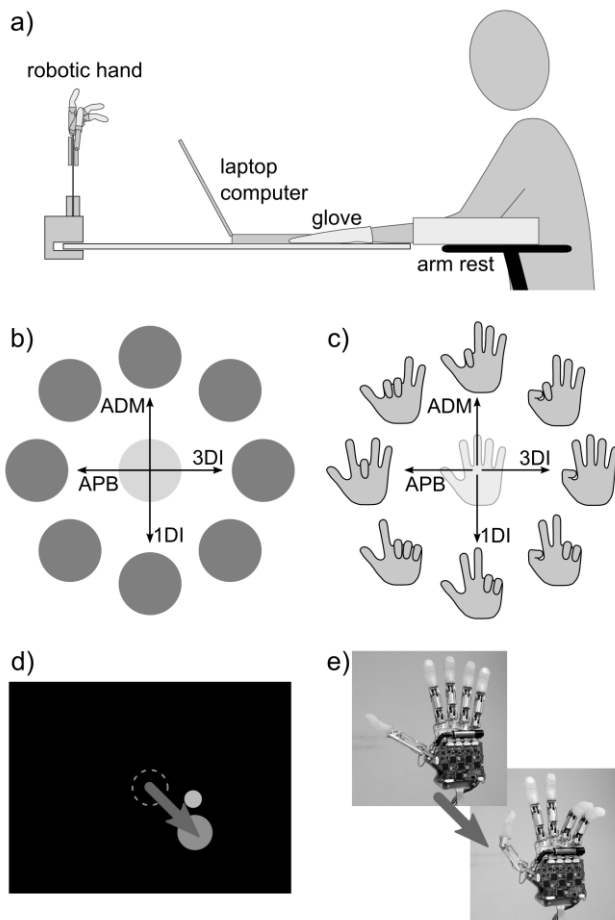 a)
robotic hand
laptop
computer
glove
arm rest
b)
ADM
3DI
APB
1DI
c)
ADM
3DI
APB
1DI
d)
e)